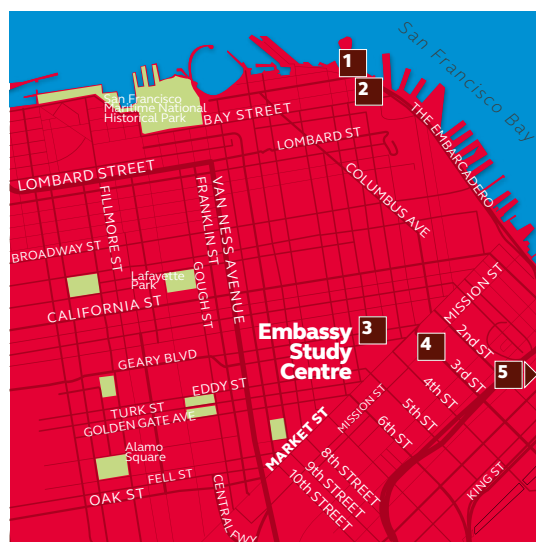 San Francisco Bay
1
2
San Francisco
Maritime National
Historical Park
BAY STREET
THE EMBARCADERO
LOMBARD ST
LOMBARD STREET
COLUMBUS AVE
FILLMORE ST
FRANKLIN ST
VAN NESS AVENUE
BROADWAY ST
Lafayette
Park
GOUGH ST
CALIFORNIA ST
MISSION ST
Embassy
Study
Centre
3
4
5
2nd ST
3rd ST
4th ST
5th ST
6th ST
GEARY BLVD
EDDY ST
TURK ST
GOLDEN GATE AVE
MISSION ST
MARKET ST
Alamo
Square
FELL ST
OAK ST
CENTRAL FWY
8th STREET
9th STREET
10th STREET
KING ST